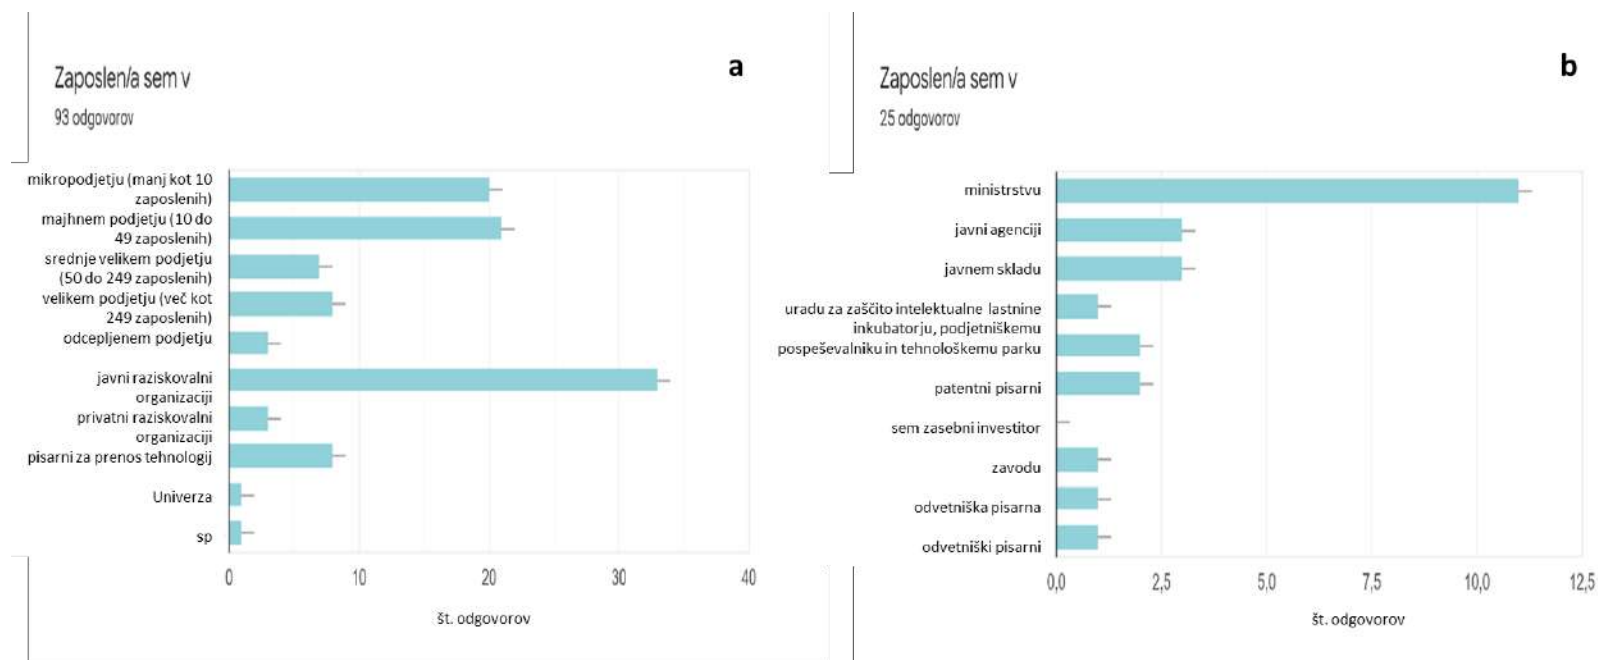 Zaposlen/a sem v
a
93 odgovorov
mikropodjetju (manj kot 10
zaposlenih)
majhnem podjetju (10 do
49 zaposlenih)
srednje velikem podjetju
(50 do 249 zaposlenih)
velikem podjetju (več kot
249 zaposlenih)
odcepljenem podjetju
javni raziskovalni
organizaciji
privatni raziskovalni
organizaciji
pisarni za prenos tehnologij
Univerza
sp
0 10 20 30 40
št. odgovorov
Zaposlen/a sem v
b
25 odgovorov
ministrstvu
javni agenciji
javnem skladu
uradu za zaščito intelektualne lastnine
inkubatorju, podjetniškemu
pospeševalniku in tehnološkemu parku
patentni pisarni
sem zasebni investitor
zavodu
odvetniška pisarna
odvetniški pisarni
0,0 2,5 5,0 7,5 10,0 12,5
št. odgovorov